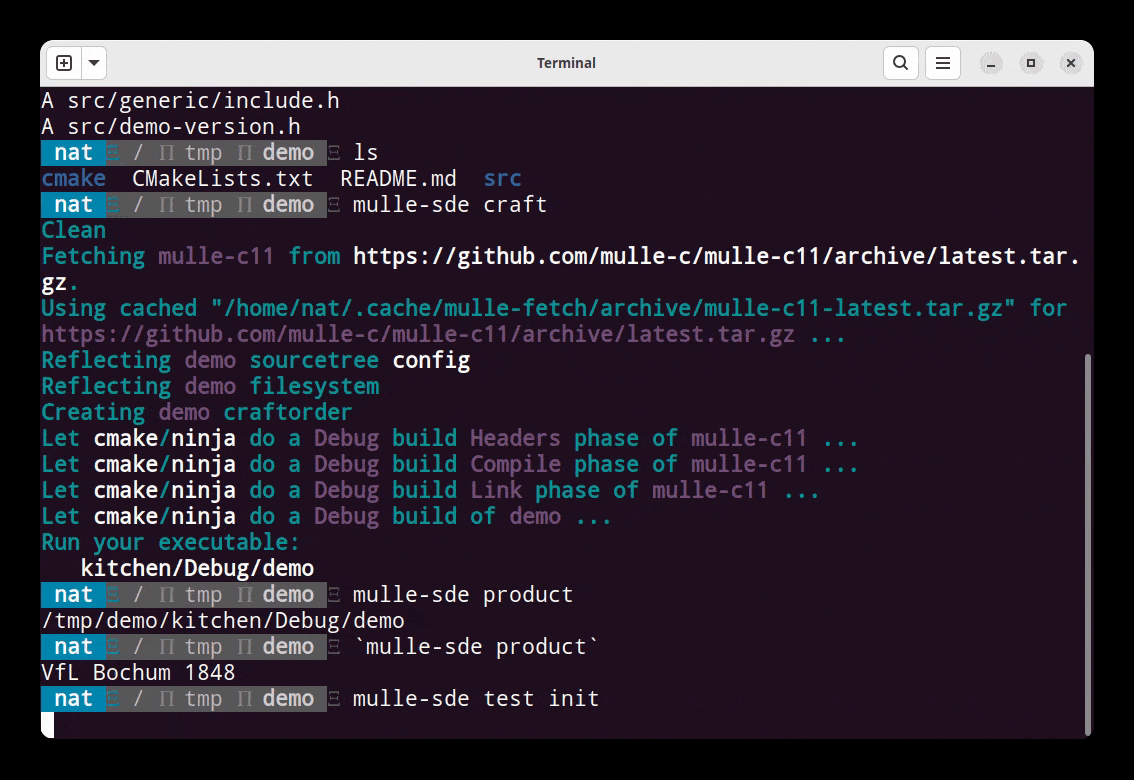 Terminal
A src/generic/include.h
A src/demo-version.h
nat Ξ / Π tmp Π demo Ξ ls
cmake  CMakeLists.txt  README.md  src
nat Ξ / Π tmp Π demo Ξ mulle-sde craft
Clean
Fetching mulle-c11 from https://github.com/mulle-c/mulle-c11/archive/latest.tar.
gz.
Using cached "/home/nat/.cache/mulle-fetch/archive/mulle-c11-latest.tar.gz" for
https://github.com/mulle-c/mulle-c11/archive/latest.tar.gz ...
Reflecting demo sourcetree config
Reflecting demo filesystem
Creating demo craftorder
Let cmake/ninja do a Debug build Headers phase of mulle-c11 ...
Let cmake/ninja do a Debug build Compile phase of mulle-c11 ...
Let cmake/ninja do a Debug build Link phase of mulle-c11 ...
Let cmake/ninja do a Debug build of demo ...
Run your executable:
   kitchen/Debug/demo
nat Ξ / Π tmp Π demo Ξ mulle-sde product
/tmp/demo/kitchen/Debug/demo
nat Ξ / Π tmp Π demo Ξ `mulle-sde product`
VfL Bochum 1848
nat Ξ / Π tmp Π demo Ξ mulle-sde test init